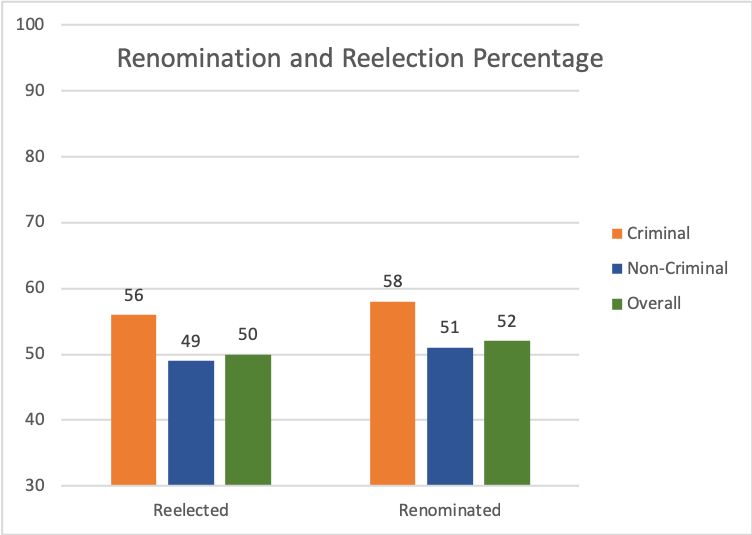 Renomination and Reelection Percentage
100
90
80
70
60
50
40
30
56
49
50
58
51
52
Reelected
Renominated
Criminal
Non-Criminal
Overall